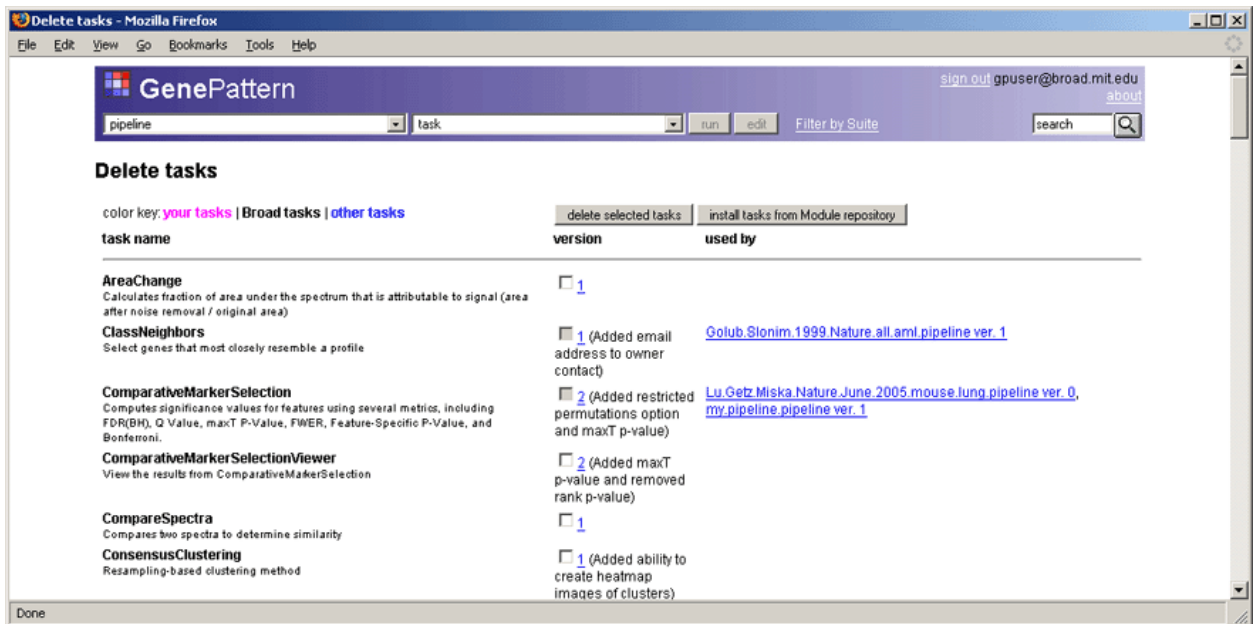 Delete tasks - Mozilla Firefox
File Edit View Go Bookmarks Tools Help
GenePattern
sign out gpuser@broad.mit.edu
about
pipeline task run edit Filter by Suite search
Delete tasks
color key: your tasks | Broad tasks | other tasks
delete selected tasks install tasks from Module repository
task name version used by
AreaChange
Calculates fraction of area under the spectrum that is attributable to signal (area
after noise removal / original area)
1
ClassNeighbors
Select genes that most closely resemble a profile
1 (Added email
address to owner
contact)
Golub.Slonim.1999.Nature.all.aml.pipeline ver. 1
ComparativeMarkerSelection
Computes significance values for features using several metrics, including
FDR(BH), Q Value, maxT P-Value, FWER, Feature-Specific P-Value, and
Bonferroni.
2 (Added restricted
permutations option
and maxT p-value)
Lu.Getz.Miska.Nature.June.2005.mouse.lung.pipeline ver. 0,
my.pipeline.pipeline ver. 1
ComparativeMarkerSelectionViewer
View the results from ComparativeMarkerSelection
2 (Added maxT
p-value and removed
rank p-value)
CompareSpectra
Compares two spectra to determine similarity
1
ConsensusClustering
Resampling-based clustering method
1 (Added ability to
create heatmap
images of clusters)
Done